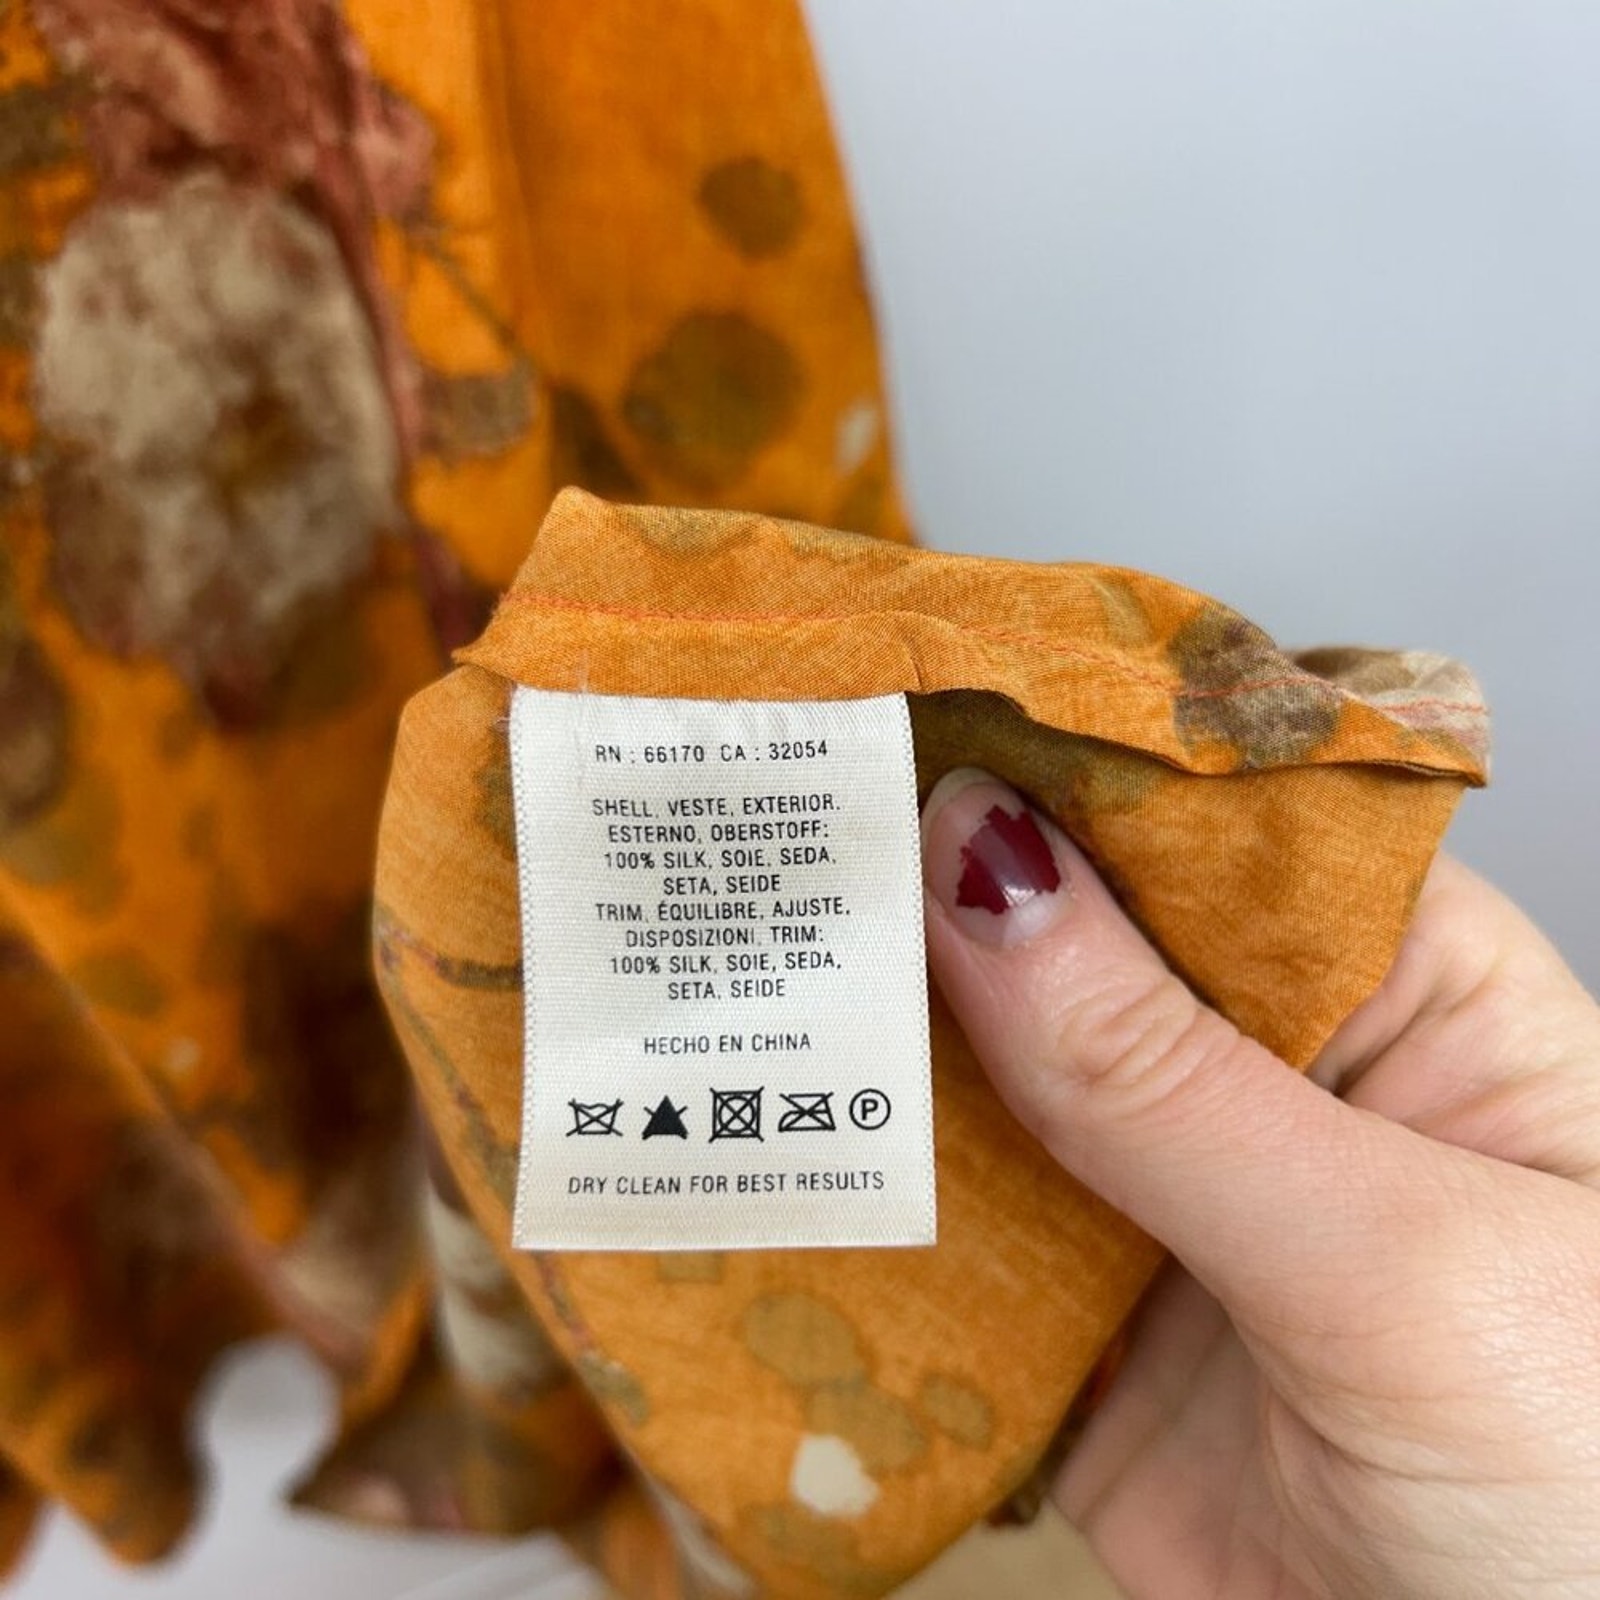 RN : 66170 CA : 32054
SHELL, VESTE, EXTERIOR.
ESTERNO, OBERSTOFF:
100% SILK, SOIE, SEDA,
SETA, SEIDE
TRIM, ÉQUILIBRE, AJUSTE,
DISPOSIZIONI, TRIM:
100% SILK, SOIE, SEDA,
SETA, SEIDE
HECHO EN CHINA
P
DRY CLEAN FOR BEST RESULTS